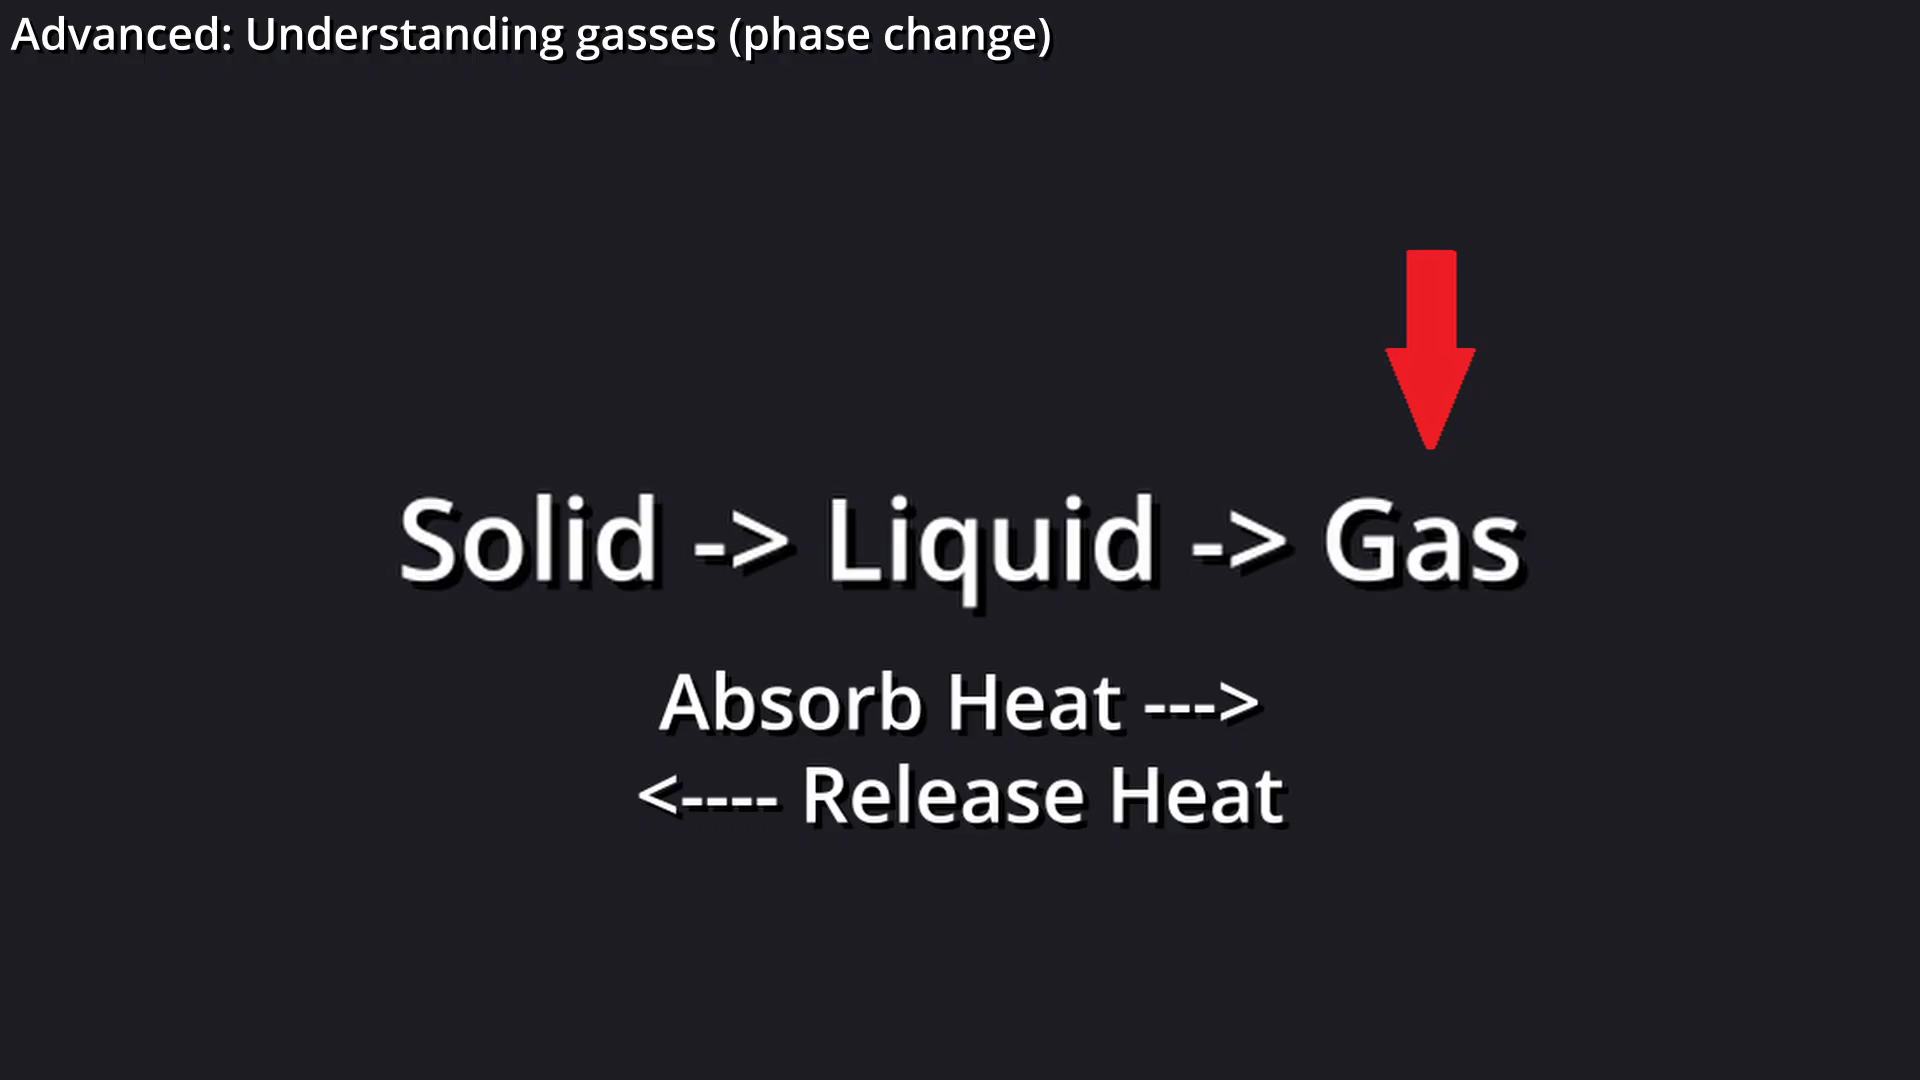 Advanced: Understanding gasses (phase change)
Solid -> Liquid -> Gas
Absorb Heat --->
<---- Release Heat